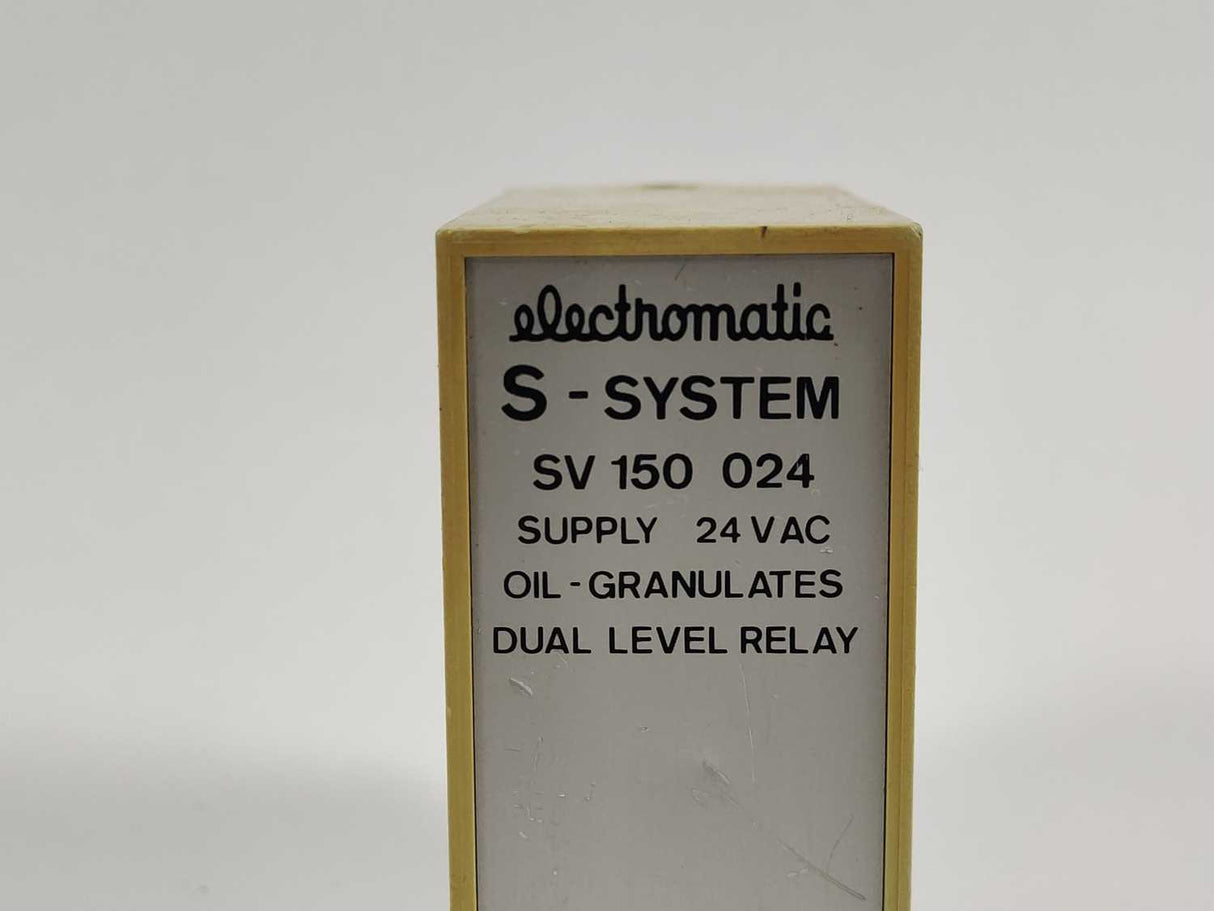 electromatic
S - SYSTEM
SV 150 024
SUPPLY 24 VAC
OIL - GRANULATES
DUAL LEVEL RELAY